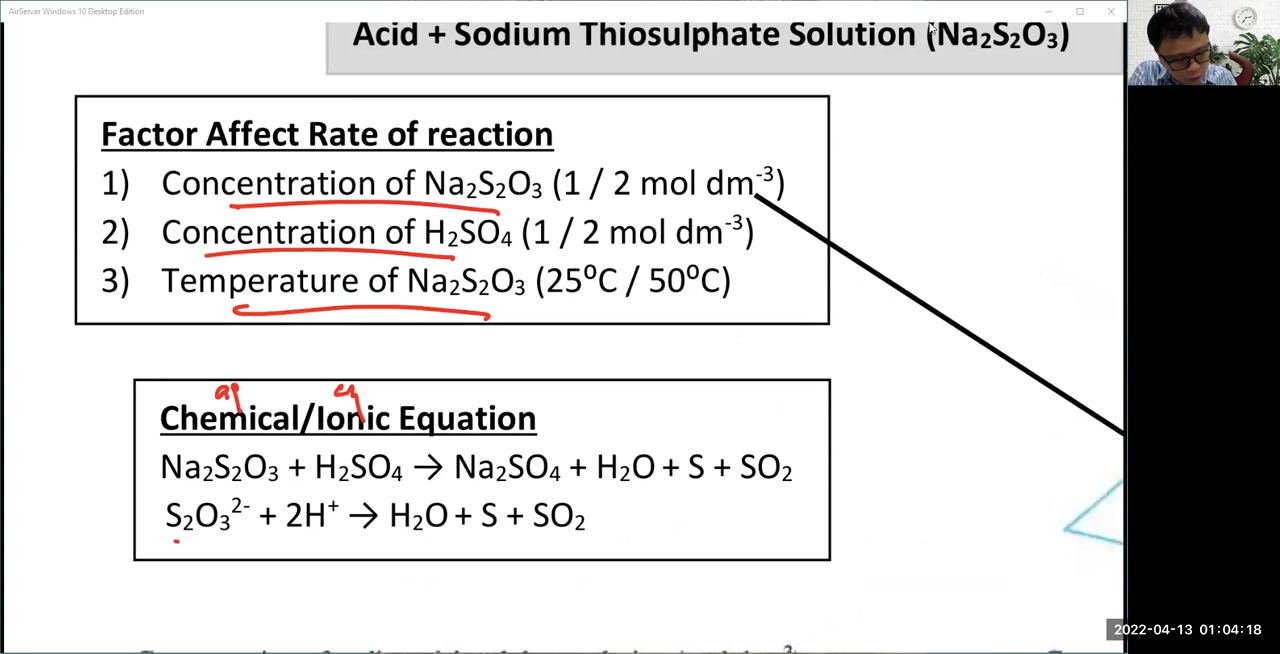 AirServer Windows 10 Desktop Edition
Acid + Sodium Thiosulphate Solution (Na₂S₂O₃)
Factor Affect Rate of reaction
1) Concentration of Na₂S₂O₃ (1 / 2 mol dm⁻³)
2) Concentration of H₂SO₄ (1 / 2 mol dm⁻³)
3) Temperature of Na₂S₂O₃ (25⁰C / 50⁰C)
aq aq
Chemical/Ionic Equation
Na₂S₂O₃ + H₂SO₄ → Na₂SO₄ + H₂O + S + SO₂
S₂O₃²⁻ + 2H⁺ → H₂O + S + SO₂
2022-04-13 01:04:18